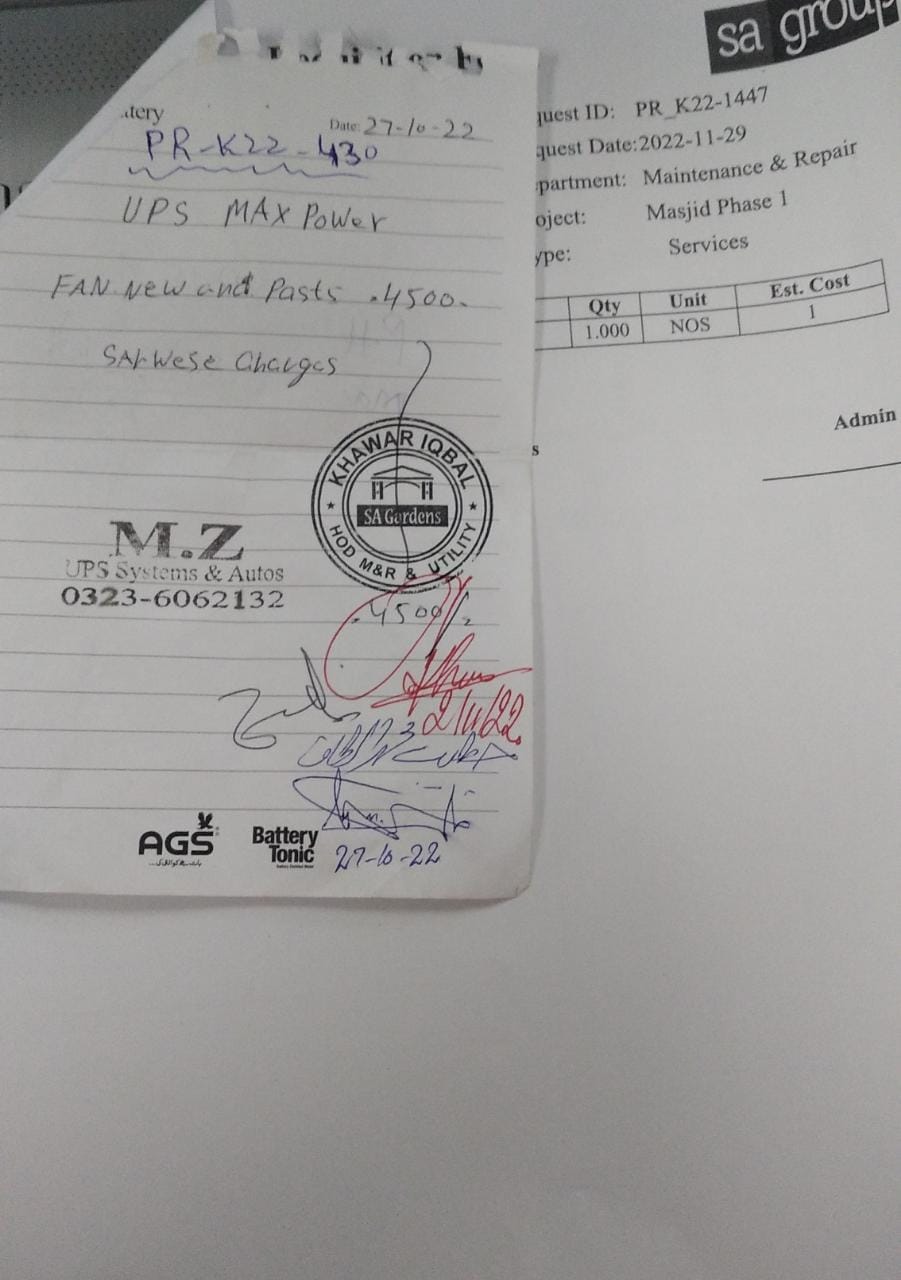 Date: 27-10-22
PR-K22-430
UPS MAX Power
FAN New and Pasts .4500.
SArWese Charges
KHAWAR IQBAL
SA Gardens
HOD M&R & UTILITY
M.Z
UPS Systems & Autos
0323-6062132
.4500/
2/11/22
27-10-22
AGS
Battery
Tonic
sa group
quest ID: PR_K22-1447
quest Date:2022-11-29
partment: Maintenance & Repair
oject: Masjid Phase 1
ype: Services
Qty Unit Est. Cost
1.000 NOS 1
Admin
s